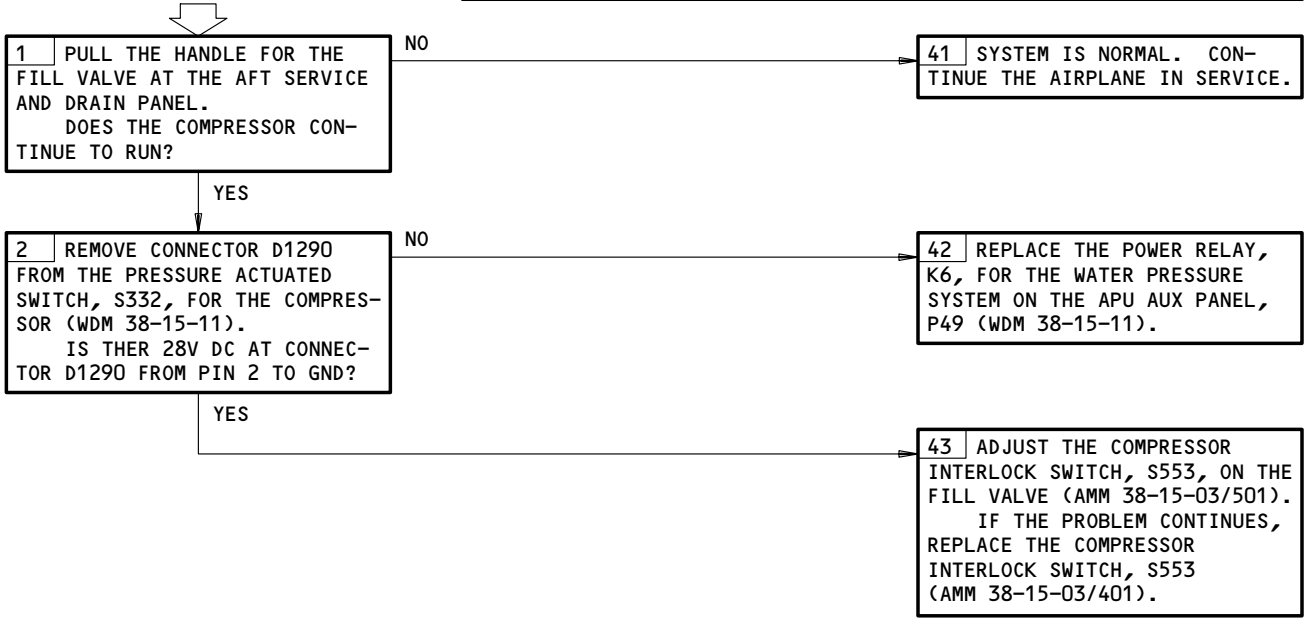 1 PULL THE HANDLE FOR THE
FILL VALVE AT THE AFT SERVICE
AND DRAIN PANEL.
DOES THE COMPRESSOR CON-
TINUE TO RUN?
NO
41 SYSTEM IS NORMAL. CON-
TINUE THE AIRPLANE IN SERVICE.
YES
2 REMOVE CONNECTOR D1290
FROM THE PRESSURE ACTUATED
SWITCH, S332, FOR THE COMPRES-
SOR (WDM 38-15-11).
IS THER 28V DC AT CONNEC-
TOR D1290 FROM PIN 2 TO GND?
NO
42 REPLACE THE POWER RELAY,
K6, FOR THE WATER PRESSURE
SYSTEM ON THE APU AUX PANEL,
P49 (WDM 38-15-11).
YES
43 ADJUST THE COMPRESSOR
INTERLOCK SWITCH, S553, ON THE
FILL VALVE (AMM 38-15-03/501).
IF THE PROBLEM CONTINUES,
REPLACE THE COMPRESSOR
INTERLOCK SWITCH, S553
(AMM 38-15-03/401).